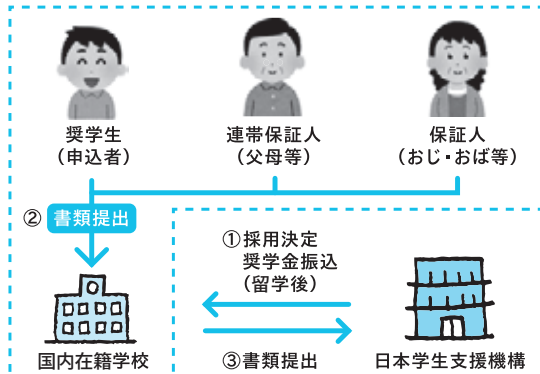 奨学生
（申込者）
連帯保証人
（父母等）
保証人
（おじ・おば等）
② 書類提出
①採用決定
奨学金振込
（留学後）
③書類提出
国内在籍学校
日本学生支援機構